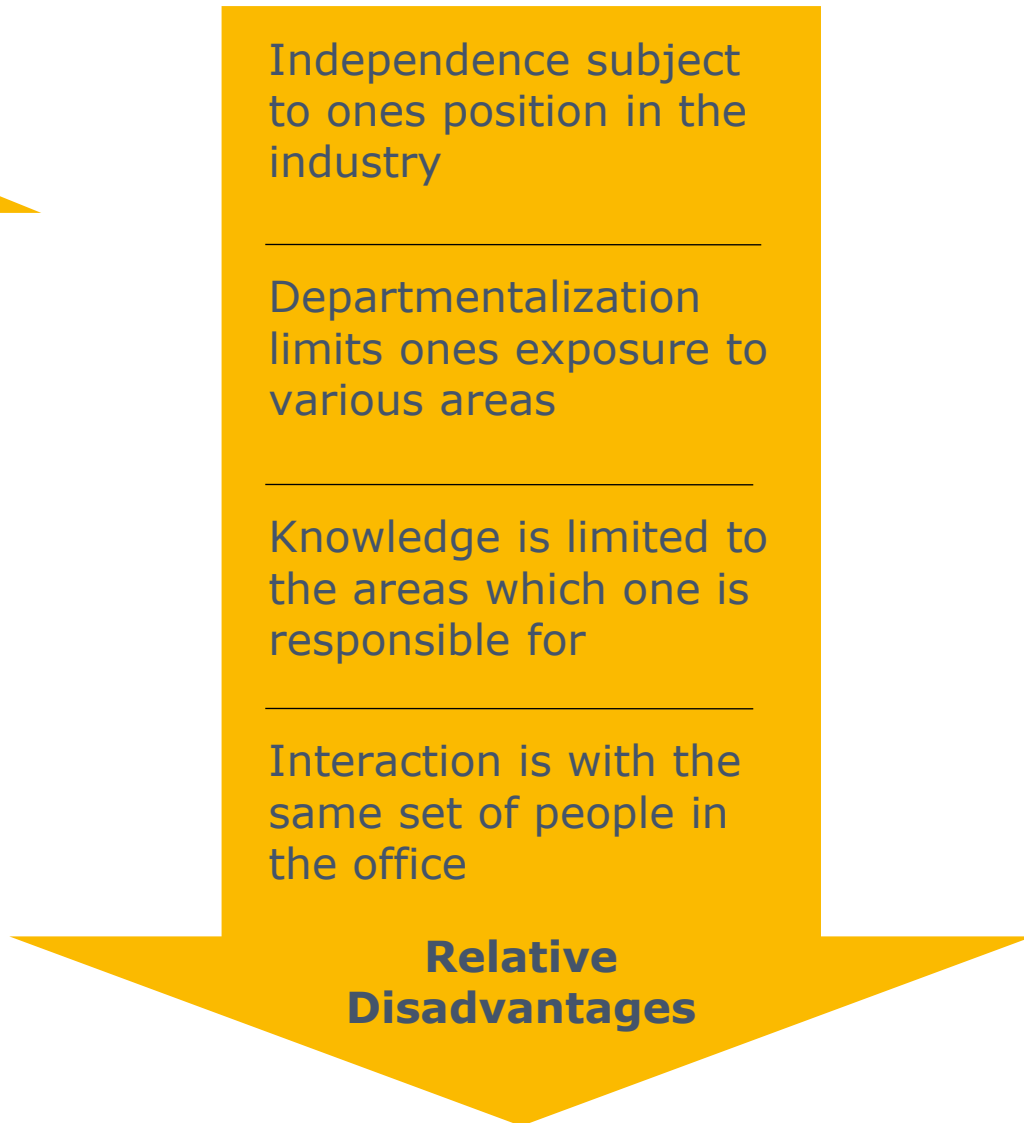 Independence subject
to ones position in the
industry
Departmentalization
limits ones exposure to
various areas
Knowledge is limited to
the areas which one is
responsible for
Interaction is with the
same set of people in
the office
Relative
Disadvantages